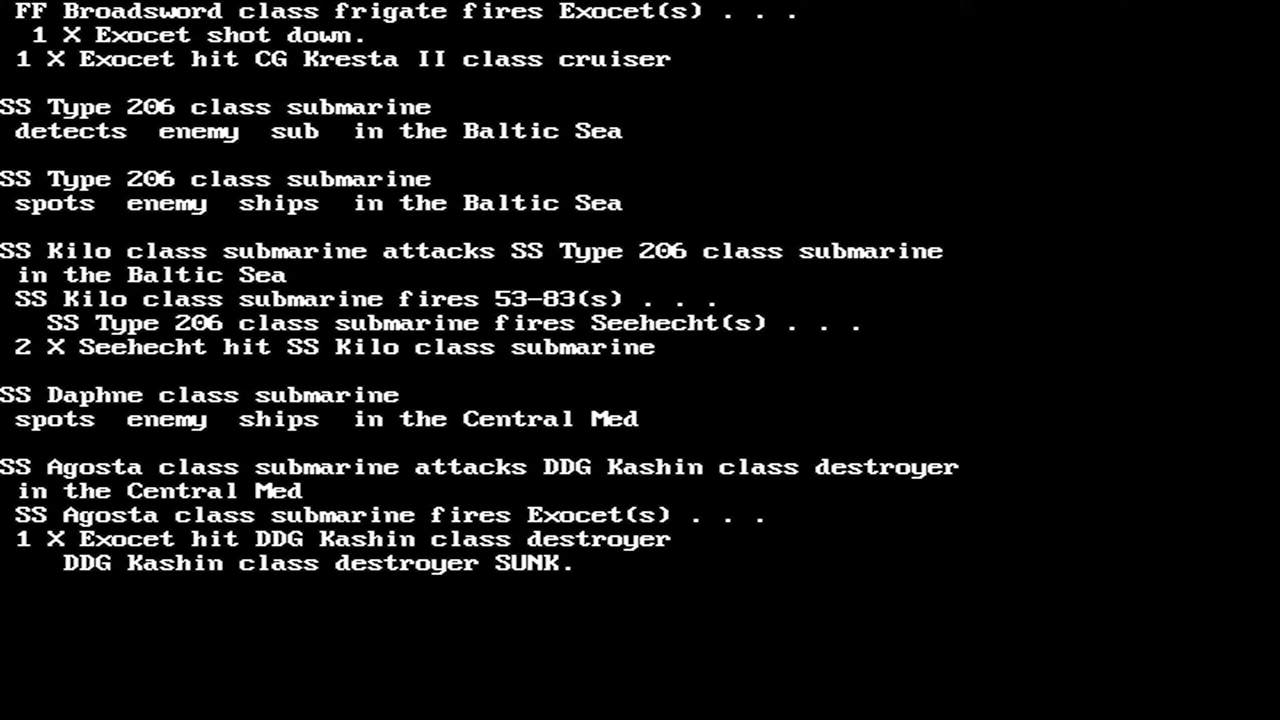 FF Broadsword class frigate fires Exocet(s) . . .
1 X Exocet shot down.
1 X Exocet hit CG Kresta II class cruiser
SS Type 206 class submarine
detects enemy sub in the Baltic Sea
SS Type 206 class submarine
spots enemy ships in the Baltic Sea
SS Kilo class submarine attacks SS Type 206 class submarine
in the Baltic Sea
SS Kilo class submarine fires 53-83(s) . . .
SS Type 206 class submarine fires Seehecht(s) . . .
2 X Seehecht hit SS Kilo class submarine
SS Daphne class submarine
spots enemy ships in the Central Med
SS Agosta class submarine attacks DDG Kashin class destroyer
in the Central Med
SS Agosta class submarine fires Exocet(s) . . .
1 X Exocet hit DDG Kashin class destroyer
DDG Kashin class destroyer SUNK.